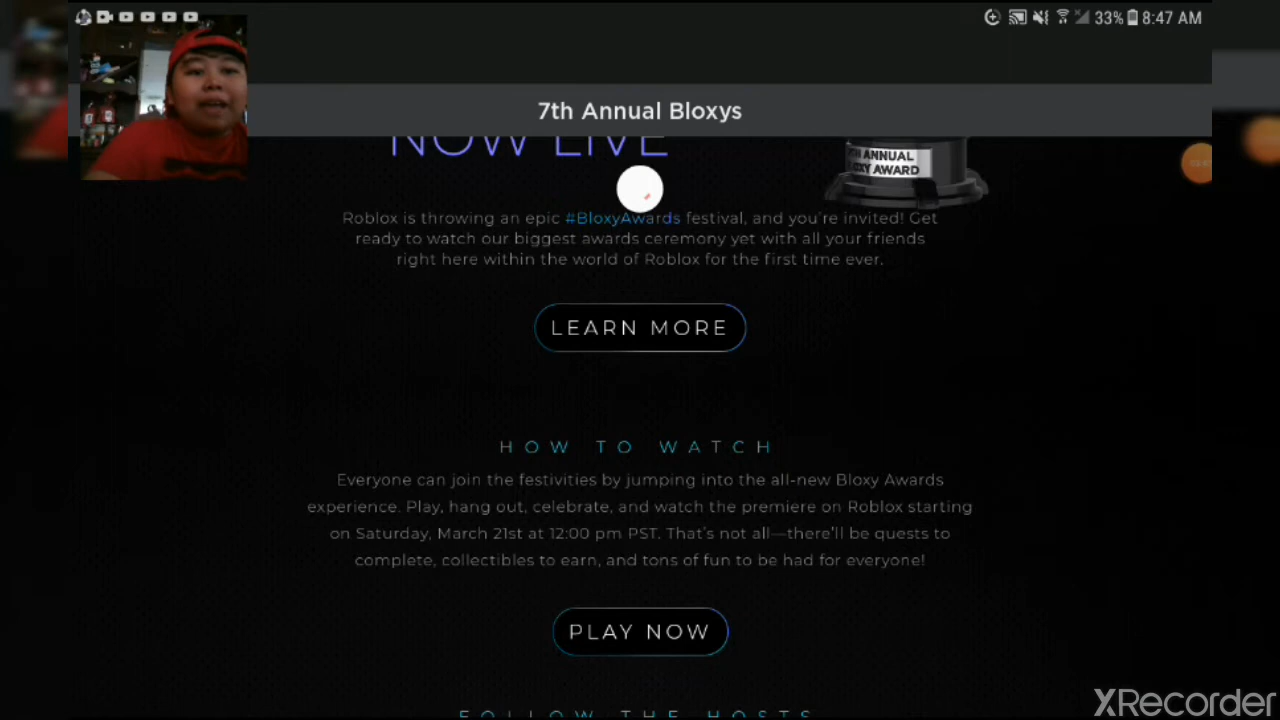 33% 8:47 AM
7th Annual Bloxys
NOW LIVE
7TH ANNUAL
BLOXY AWARD
Roblox is throwing an epic #BloxyAwards festival, and you're invited! Get
ready to watch our biggest awards ceremony yet with all your friends
right here within the world of Roblox for the first time ever.
LEARN MORE
HOW TO WATCH
Everyone can join the festivities by jumping into the all-new Bloxy Awards
experience. Play, hang out, celebrate, and watch the premiere on Roblox starting
on Saturday, March 21st at 12:00 pm PST. That's not all—there'll be quests to
complete, collectibles to earn, and tons of fun to be had for everyone!
PLAY NOW
FOLLOW THE HOSTS
XRecorder